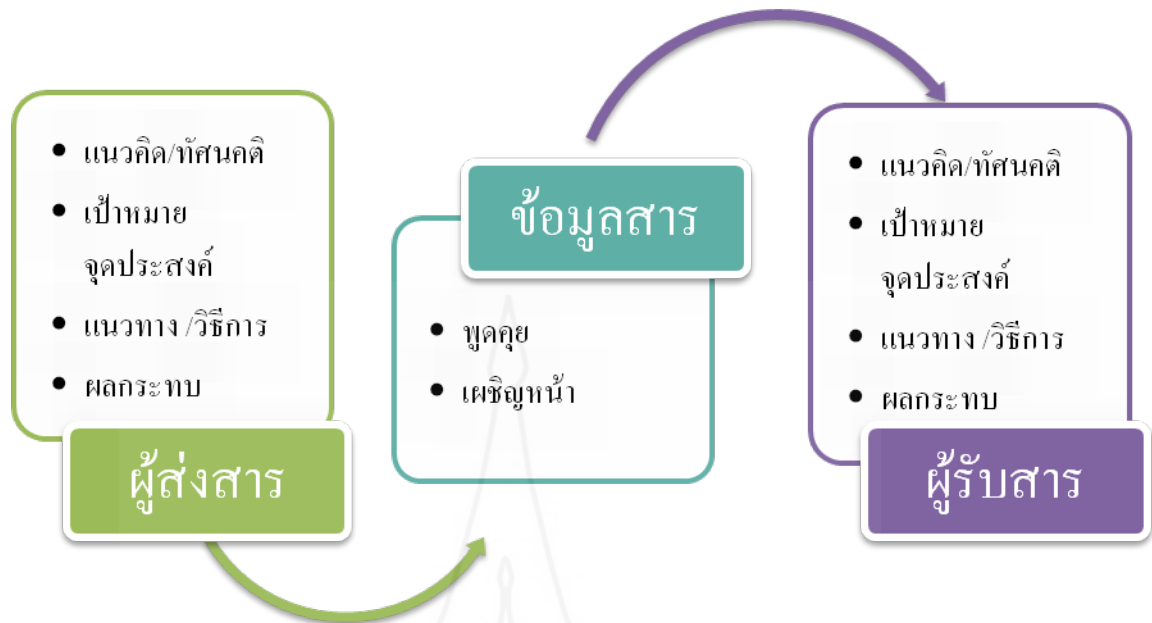 • แนวคิด/ทัศนคติ
• เป้าหมาย
จุดประสงค์
• แนวทาง /วิธีการ
• ผลกระทบ
ผู้ส่งสาร
ข้อมูลสาร
• พูดคุย
• เผชิญหน้า
• แนวคิด/ทัศนคติ
• เป้าหมาย
จุดประสงค์
• แนวทาง /วิธีการ
• ผลกระทบ
ผู้รับสาร